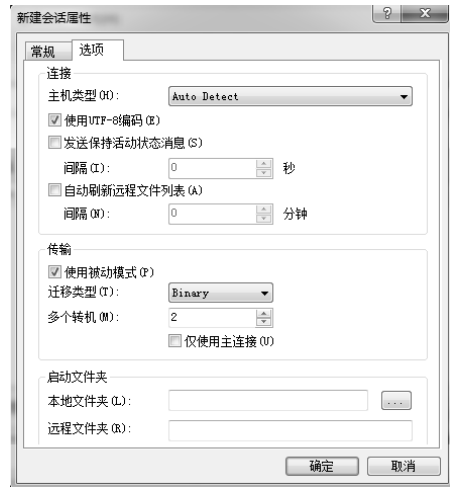 新建会话属性
常规 选项
连接
主机类型(H): Auto Detect
使用UTF-8编码(E)
发送保持活动状态消息(S)
间隔(I): 0 秒
自动刷新远程文件列表(A)
间隔(N): 0 分钟
传输
使用被动模式(P)
迁移类型(T): Binary
多个转机(M): 2
仅使用主连接(U)
启动文件夹
本地文件夹(L): ...
远程文件夹(R):
确定 取消